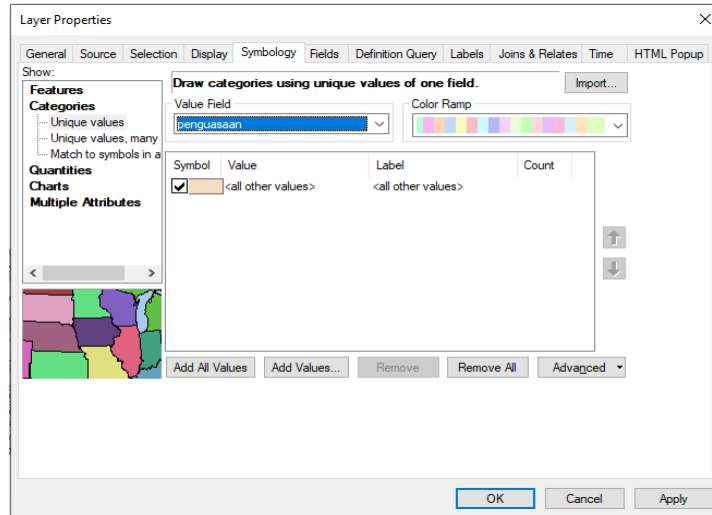 Layer Properties
General Source Selection Display Symbology Fields Definition Query Labels Joins & Relates Time HTML Popup
Show:
Features
Categories
Unique values
Unique values, many
Match to symbols in a
Quantities
Charts
Multiple Attributes
Draw categories using unique values of one field.
Import...
Value Field
penguasaan
Color Ramp
Symbol Value Label Count
<all other values> <all other values>
Add All Values Add Values... Remove Remove All Advanced
OK Cancel Apply